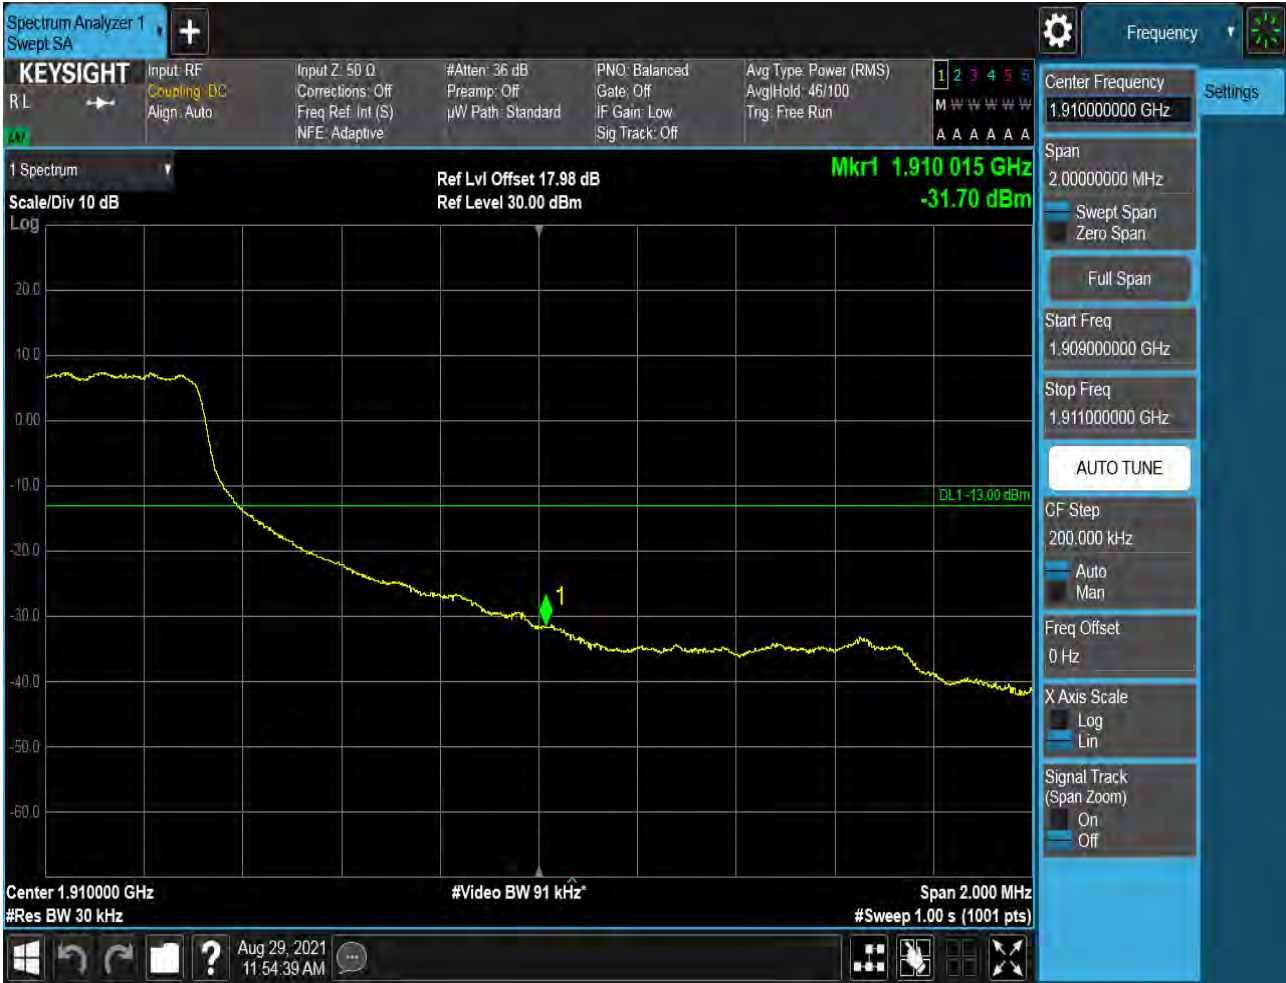 Spectrum Analyzer 1
Swept SA
Frequency
KEYSIGHT
R L
LNI
Input: RF
Coupling: DC
Align: Auto
Input Z: 50 Ω
Corrections: Off
Freq Ref: Int (S)
NFE: Adaptive
#Atten: 36 dB
Preamp: Off
µW Path: Standard
PNO: Balanced
Gate: Off
IF Gain: Low
Sig Track: Off
Avg Type: Power (RMS)
Avg|Hold: 46/100
Trig: Free Run
1 2 3 4 5 6
M W W W W W
A A A A A A
1 Spectrum
Scale/Div 10 dB
Log
Ref Lvl Offset 17.98 dB
Ref Level 30.00 dBm
Mkr1 1.910 015 GHz
-31.70 dBm
20.0
10.0
0.00
-10.0
-20.0
-30.0
-40.0
-50.0
-60.0
DL1 -13.00 dBm
1
Center 1.910000 GHz
#Res BW 30 kHz
#Video BW 91 kHz*
Span 2.000 MHz
#Sweep 1.00 s (1001 pts)
Center Frequency
1.910000000 GHz
Settings
Span
2.00000000 MHz
Swept Span
Zero Span
Full Span
Start Freq
1.909000000 GHz
Stop Freq
1.911000000 GHz
AUTO TUNE
CF Step
200.000 kHz
Auto
Man
Freq Offset
0 Hz
X Axis Scale
Log
Lin
Signal Track
(Span Zoom)
On
Off
?
Aug 29, 2021
11:54:39 AM